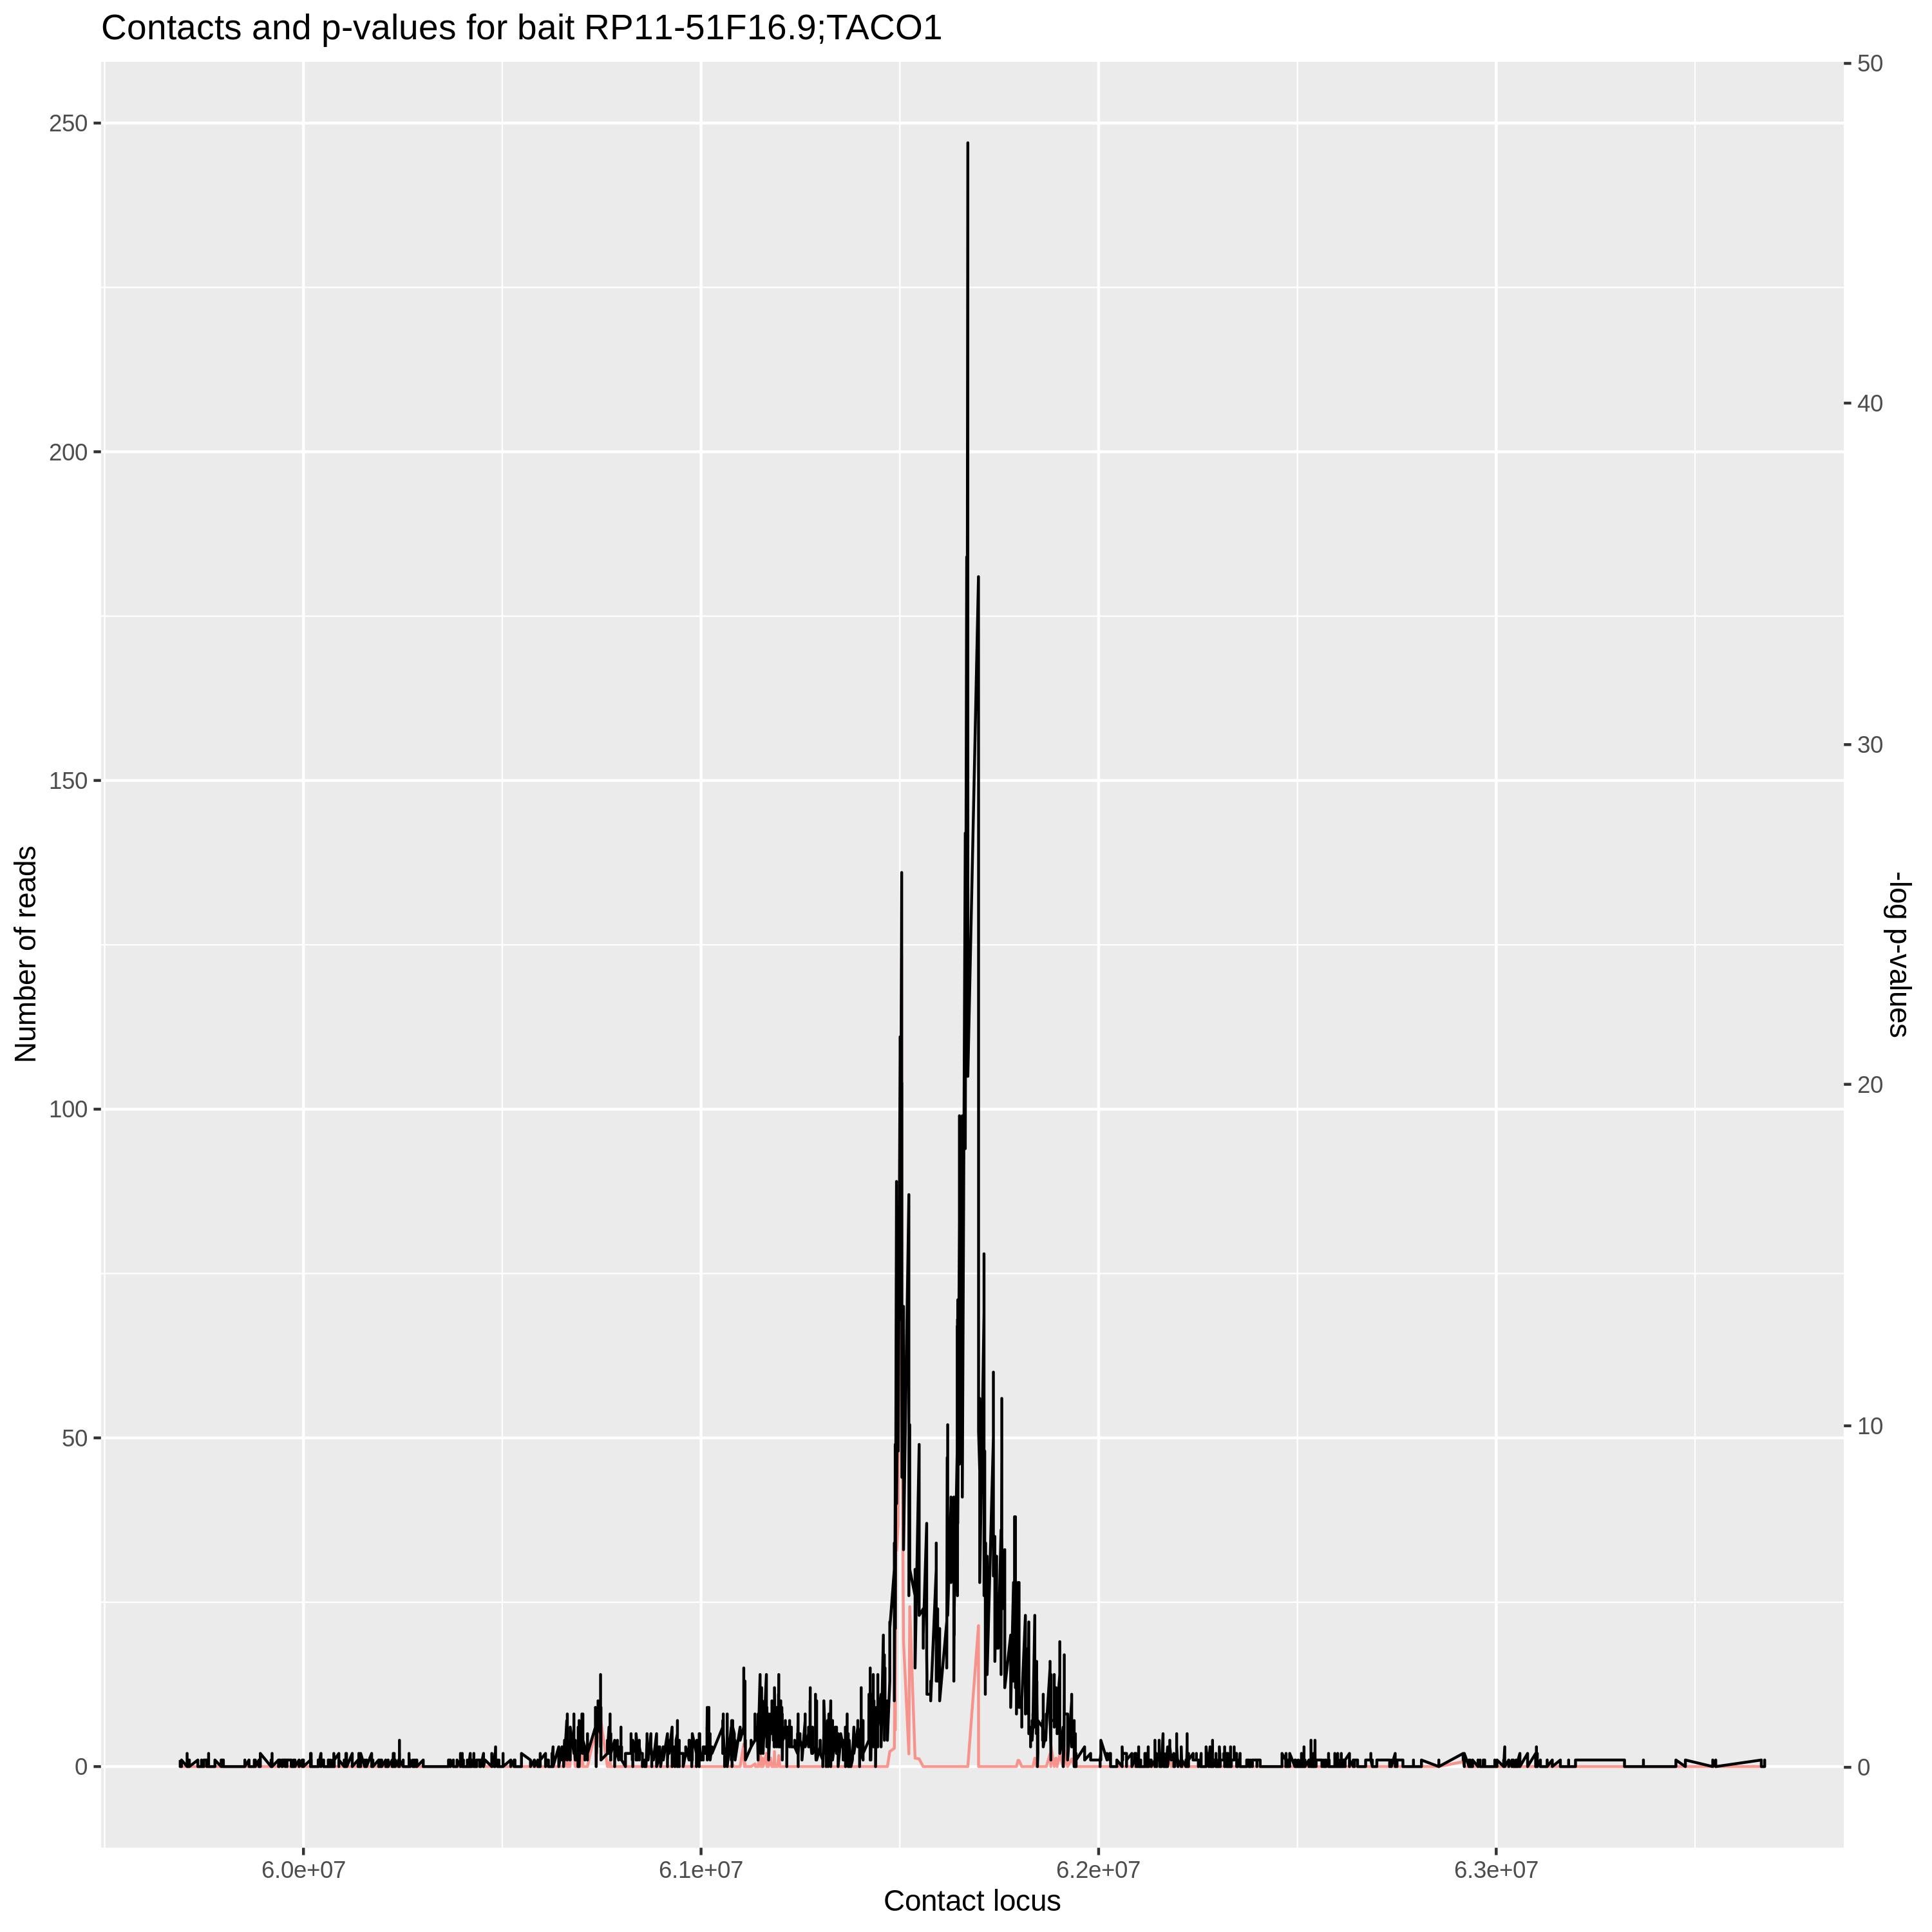 Contacts and p-values for bait RP11-51F16.9;TACO1
250
200
150
100
50
0
Number of reads
50
40
30
20
10
0
-log p-values
6.0e+07
6.1e+07
6.2e+07
6.3e+07
Contact locus